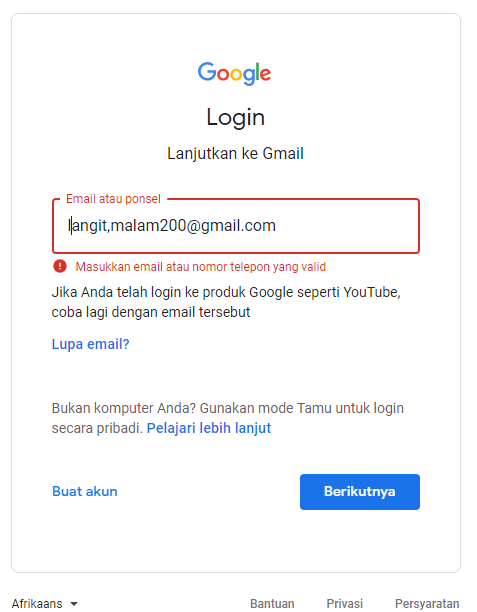 Google
Login
Lanjutkan ke Gmail
Email atau ponsel
langit,malam200@gmail.com
Masukkan email atau nomor telepon yang valid
Jika Anda telah login ke produk Google seperti YouTube,
coba lagi dengan email tersebut
Lupa email?
Bukan komputer Anda? Gunakan mode Tamu untuk login
secara pribadi. Pelajari lebih lanjut
Buat akun
Berikutnya
Afrikaans
Bantuan Privasi Persyaratan